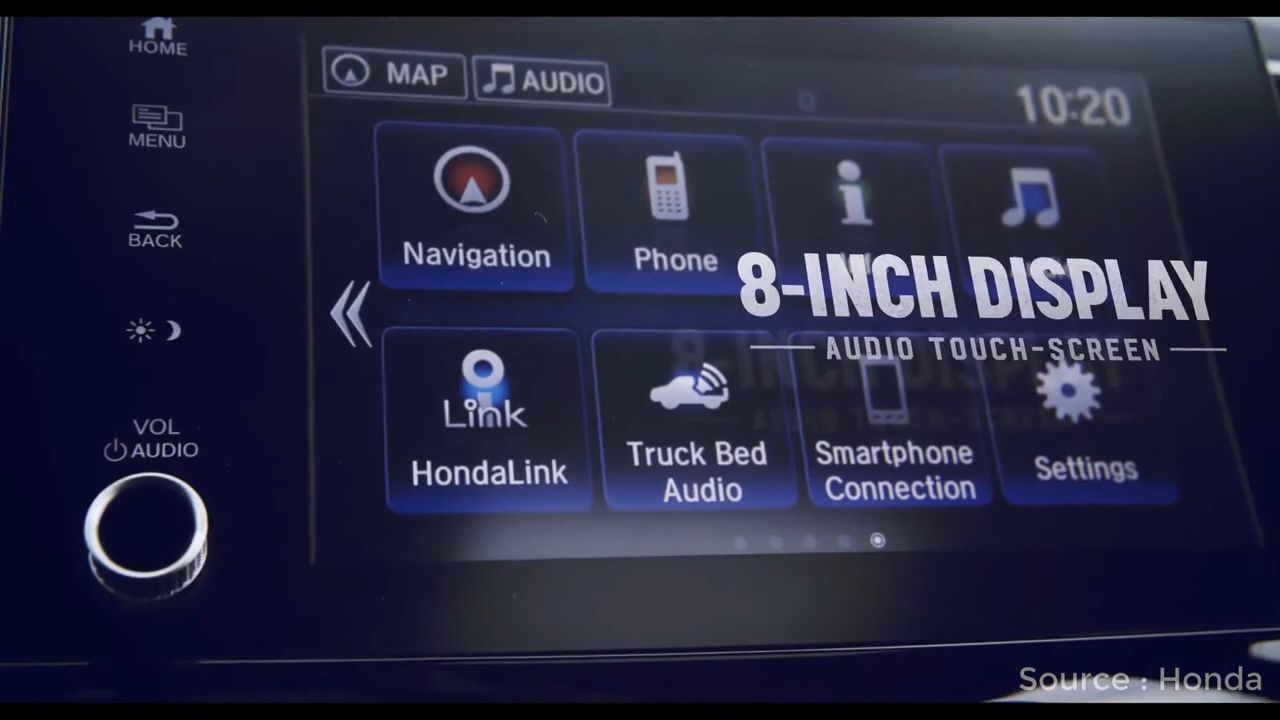 HOME
MENU
BACK
VOL
AUDIO
MAP
AUDIO
10:20
Navigation
Phone
8-INCH DISPLAY
AUDIO TOUCH-SCREEN
Link
HondaLink
Truck Bed
Audio
Smartphone
Connection
Settings
Source : Honda